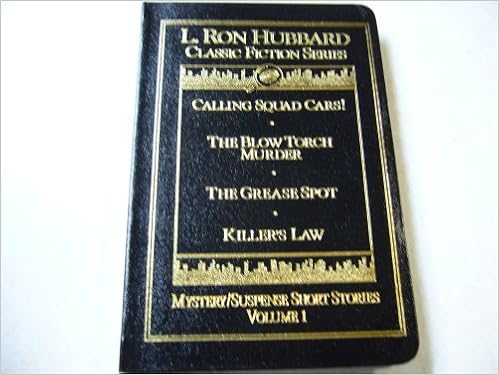 L. RON HUBBARD
CLASSIC FICTION SERIES
CALLING SQUAD CARS!
•
THE BLOW TORCH
MURDER
•
THE GREASE SPOT
•
KILLER'S LAW
MYSTERY/SUSPENSE SHORT STORIES
VOLUME 1